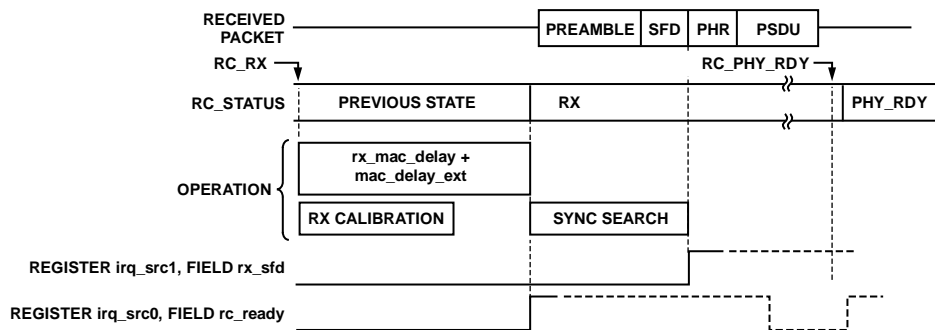 RECEIVED
PACKET
PREAMBLE SFD PHR PSDU
RC_RX RC_PHY_RDY
RC_STATUS PREVIOUS STATE RX PHY_RDY
rx_mac_delay +
mac_delay_ext
OPERATION
RX CALIBRATION SYNC SEARCH
REGISTER irq_src1, FIELD rx_sfd
REGISTER irq_src0, FIELD rc_ready